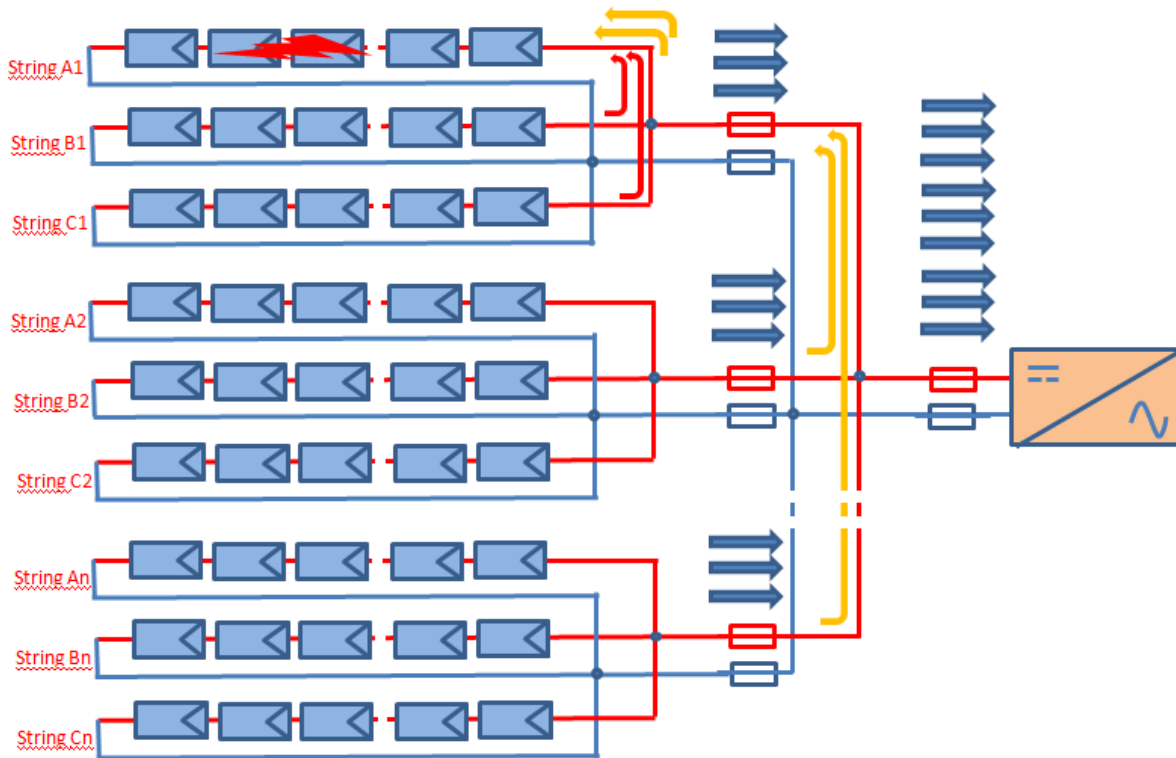 String A1
String B1
String C1
String A2
String B2
String C2
String An
String Bn
String Cn